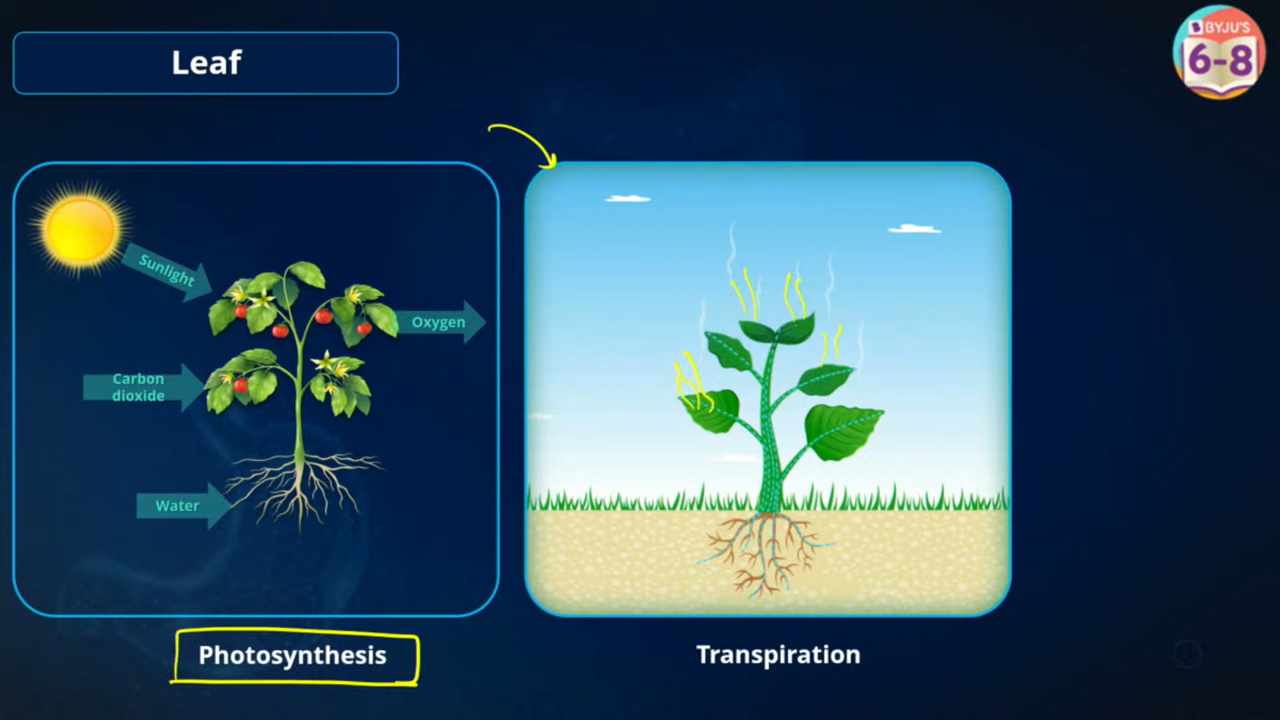 Leaf
BYJU'S
6-8
Sunlight
Oxygen
Carbon
dioxide
Water
Photosynthesis
Transpiration